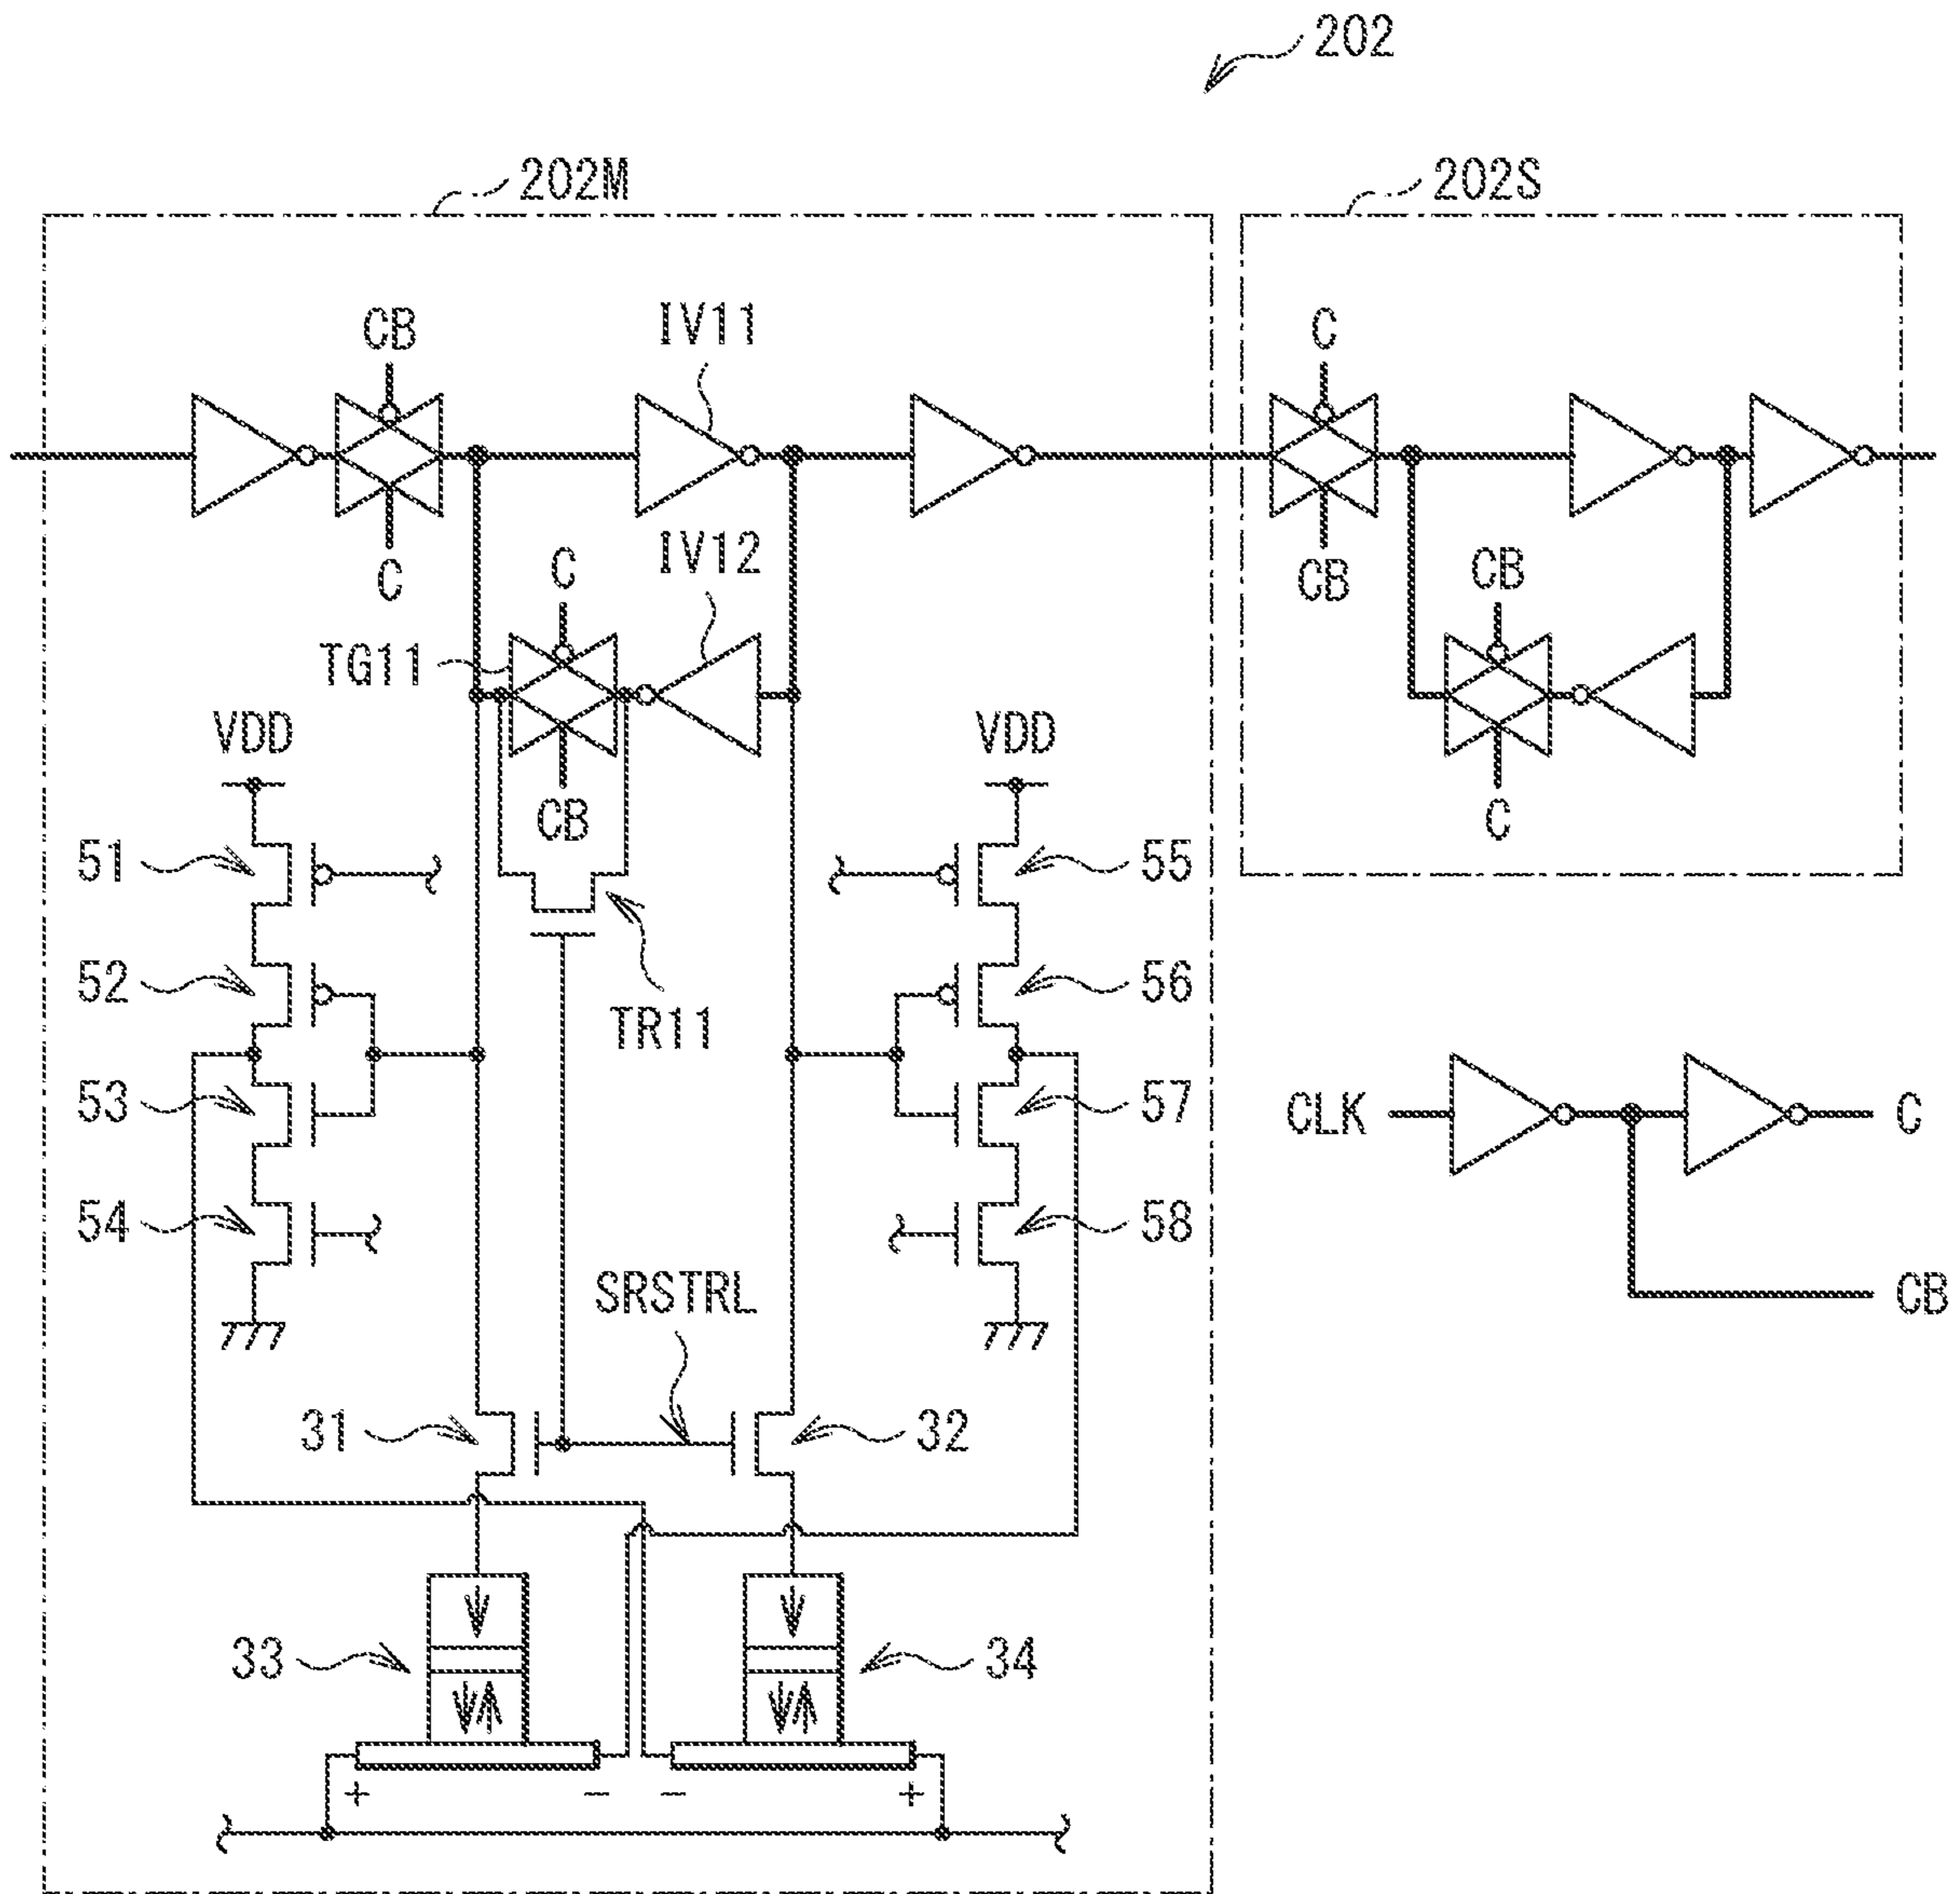 202
202M
202S
CB
IV11
C
C
IV12
C
CB
CB
TG11
VDD
VDD
CB
C
51
55
52
56
TR11
53
57
CLK
C
54
58
SRSTRL
CB
31
32
33
34
+
−
−
+